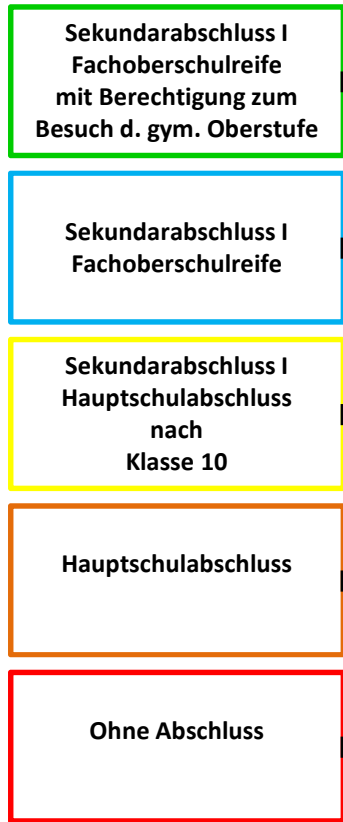 Sekundarabschluss I
Fachoberschulreife
mit Berechtigung zum
Besuch d. gym. Oberstufe
Sekundarabschluss I
Fachoberschulreife
Sekundarabschluss I
Hauptschulabschluss
nach
Klasse 10
Hauptschulabschluss
Ohne Abschluss